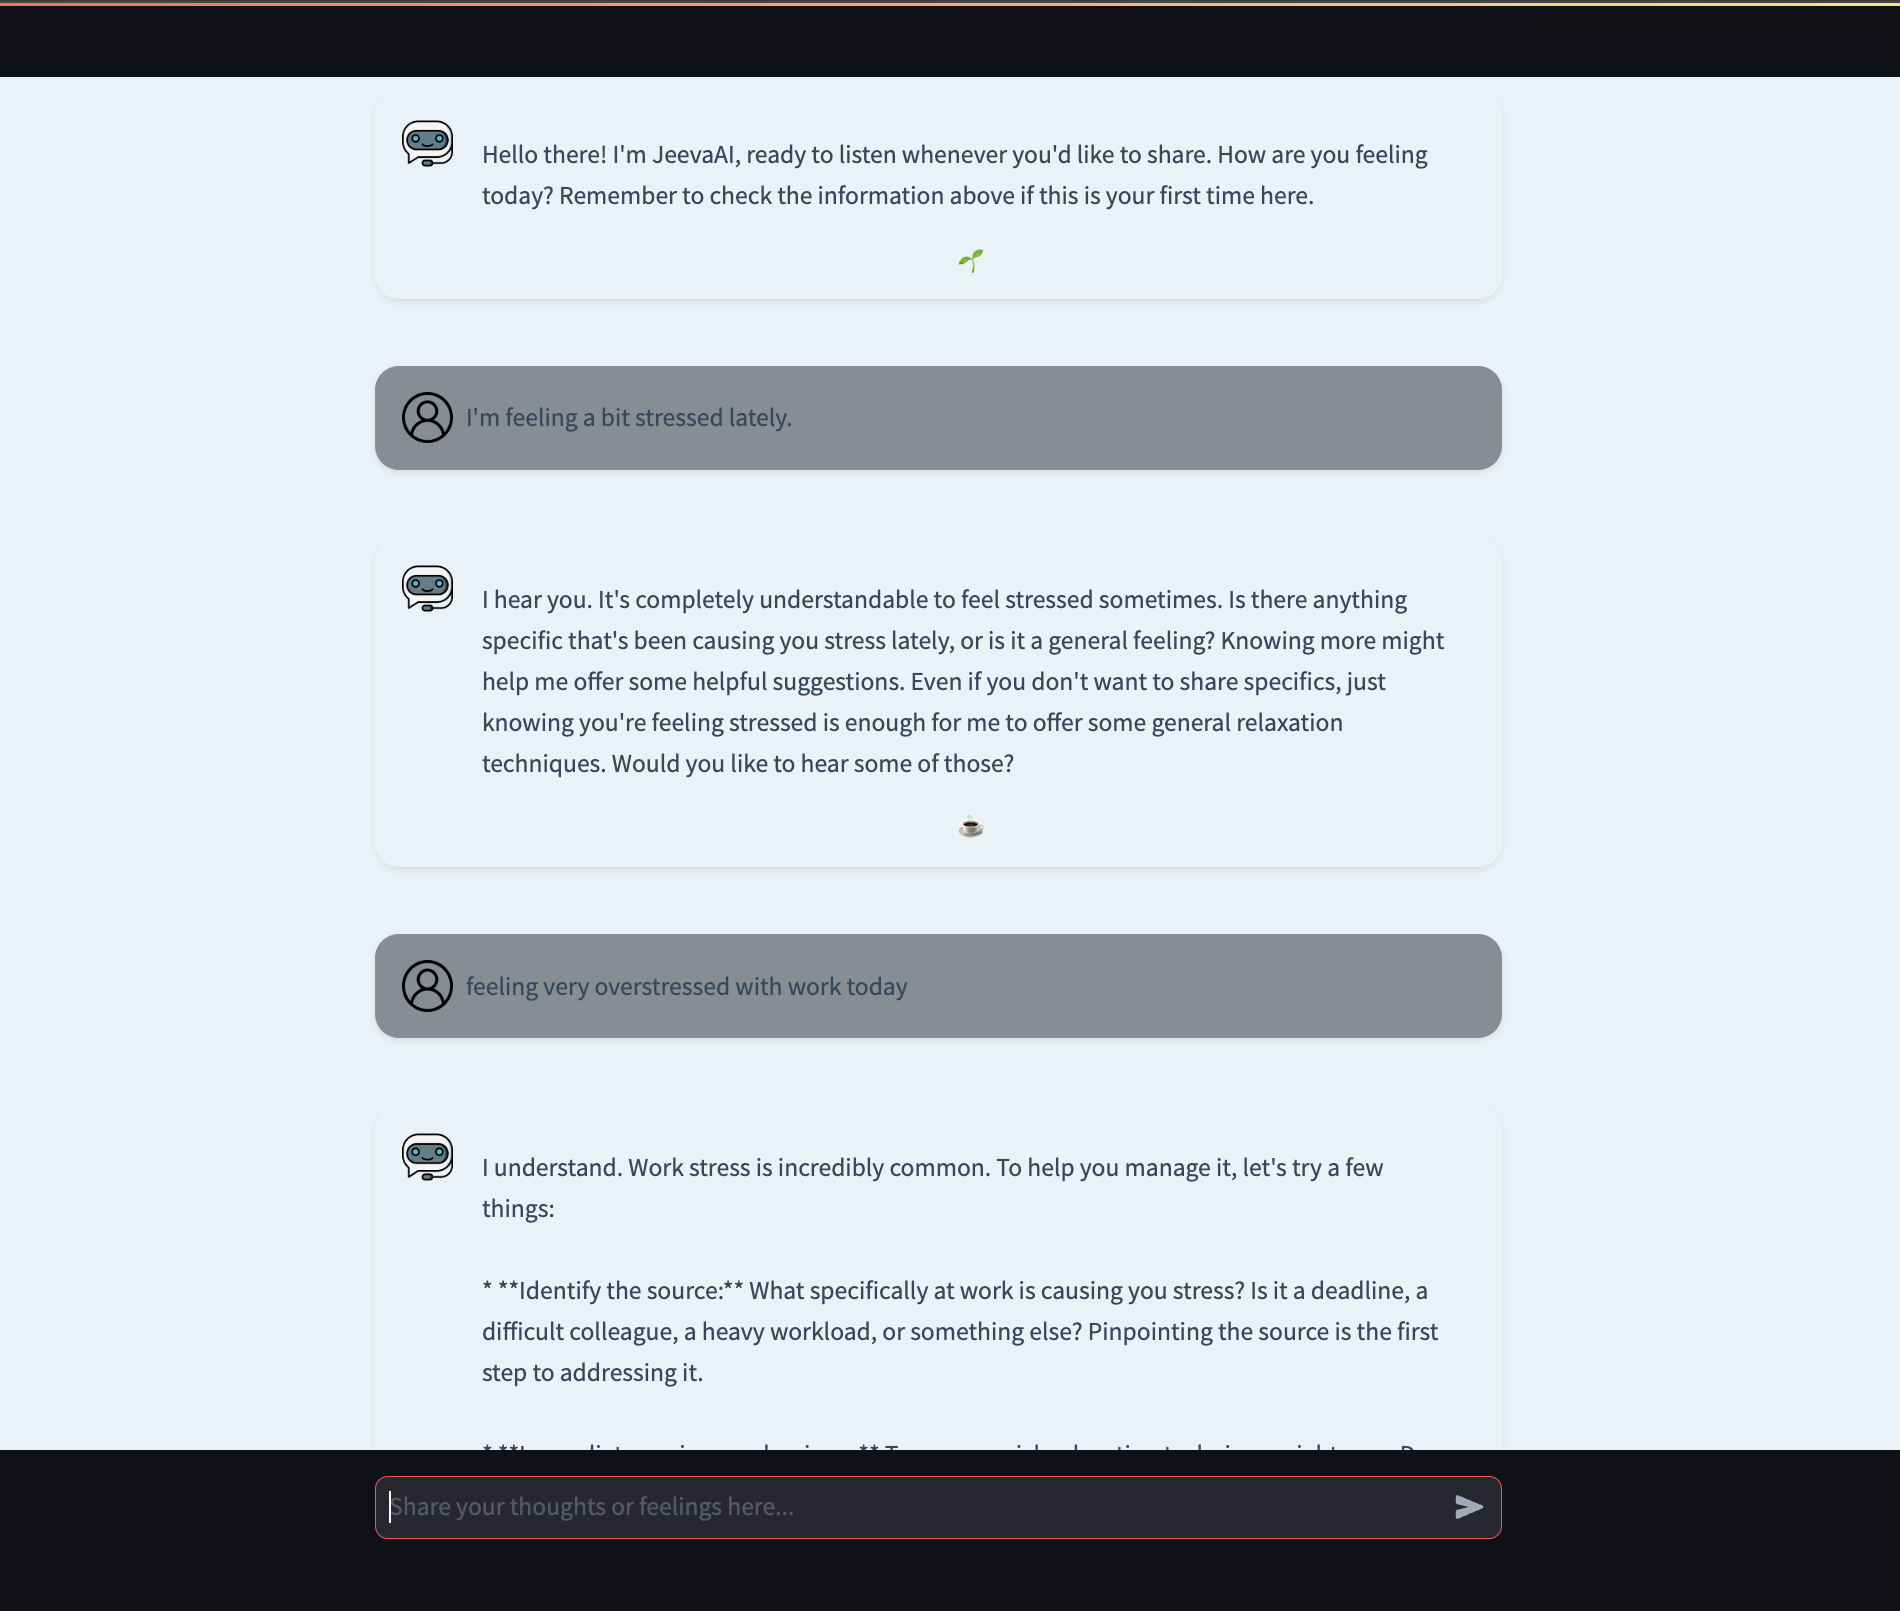 Hello there! I'm JeevaAI, ready to listen whenever you'd like to share. How are you feeling
today? Remember to check the information above if this is your first time here.
I'm feeling a bit stressed lately.
I hear you. It's completely understandable to feel stressed sometimes. Is there anything
specific that's been causing you stress lately, or is it a general feeling? Knowing more might
help me offer some helpful suggestions. Even if you don't want to share specifics, just
knowing you're feeling stressed is enough for me to offer some general relaxation
techniques. Would you like to hear some of those?
feeling very overstressed with work today
I understand. Work stress is incredibly common. To help you manage it, let's try a few
things:
* **Identify the source:** What specifically at work is causing you stress? Is it a deadline, a
difficult colleague, a heavy workload, or something else? Pinpointing the source is the first
step to addressing it.
Share your thoughts or feelings here...